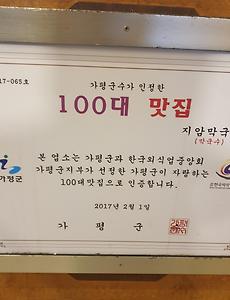 17-065호
가평군수가 인정한
100대 맛집
지암막국
(막국수)
가평군
본 업소는 가평군과 한국외식업중앙회
가평군지부가 선정한 가평군이 자랑하는
100대맛집으로 인증합니다.
2017년 2월 1일
가 평 군